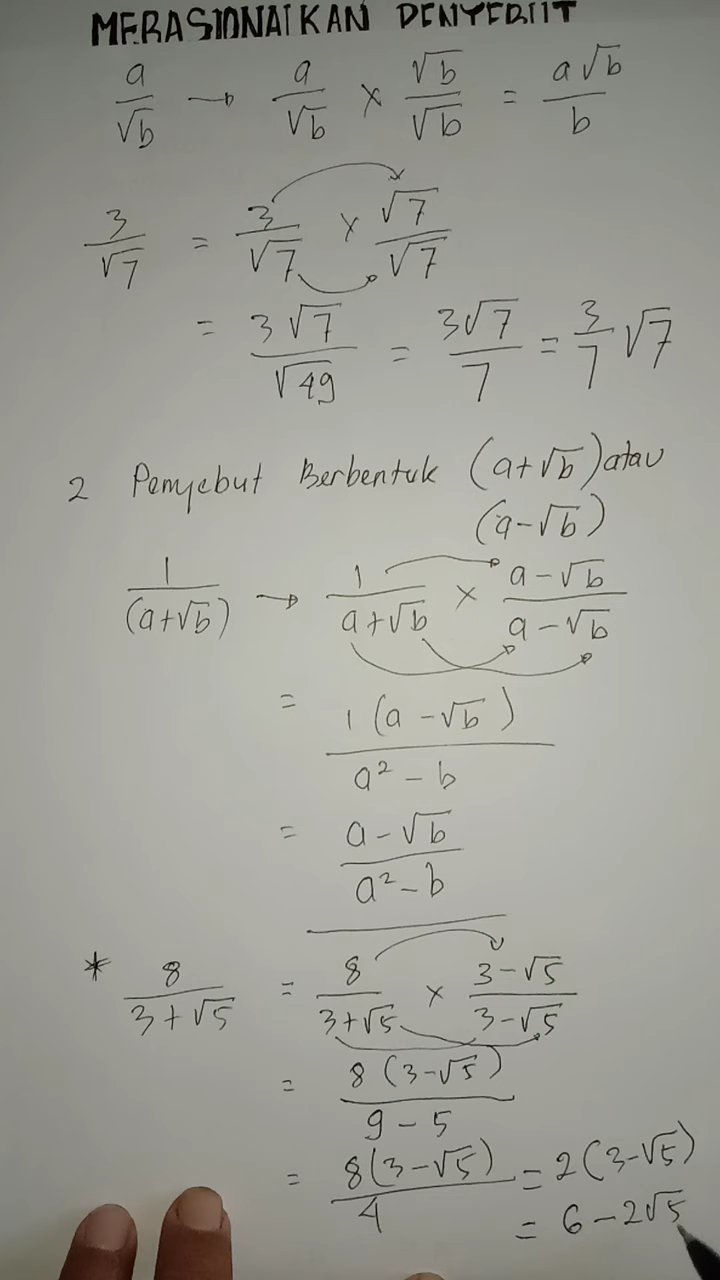 MERASIONALKAN PENYEBUT
a/√b → a/√b × √b/√b = a√b/b
3/√7 = 3/√7 × √7/√7
= 3√7/√49 = 3√7/7 = 3/7 √7
2 Penyebut Berbentuk (a+√b) atau
(a-√b)
1/(a+√b) → 1/a+√b × a-√b/a-√b
= 1(a-√b)/a²-b
= a-√b/a²-b
* 8/3+√5 = 8/3+√5 × 3-√5/3-√5
= 8(3-√5)/9-5
= 8(3-√5)/4 = 2(3-√5)
= 6-2√5